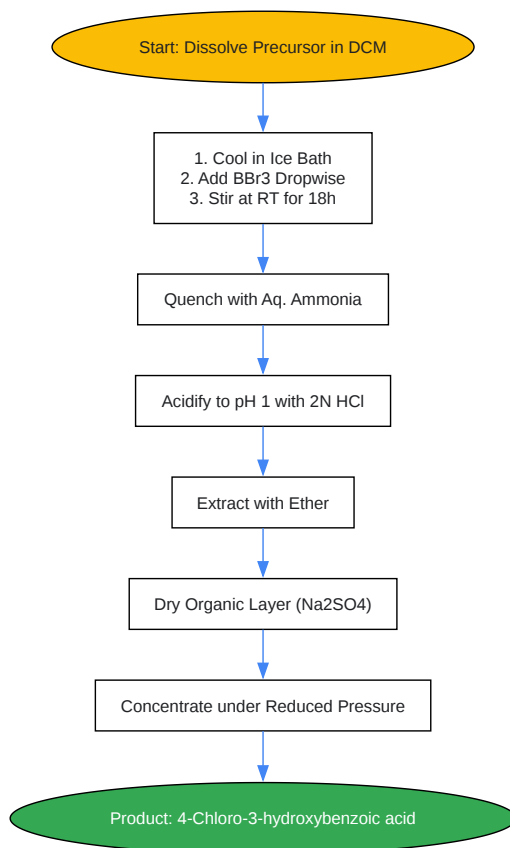 Start: Dissolve Precursor in DCM
1. Cool in Ice Bath
2. Add BBr3 Dropwise
3. Stir at RT for 18h
Quench with Aq. Ammonia
Acidify to pH 1 with 2N HCl
Extract with Ether
Dry Organic Layer (Na2SO4)
Concentrate under Reduced Pressure
Product: 4-Chloro-3-hydroxybenzoic acid